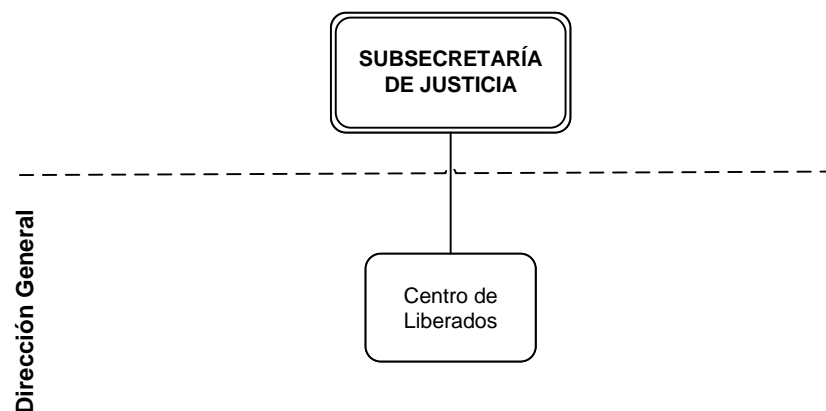 SUBSECRETARÍA
DE JUSTICIA
Dirección General
Centro de
Liberados